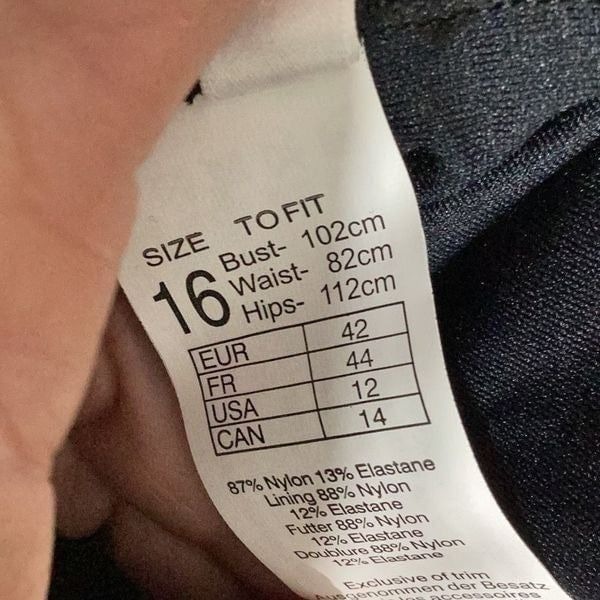 SIZE TO FIT
16 Bust- 102cm
Waist- 82cm
Hips- 112cm
EUR 42
FR 44
USA 12
CAN 14
87% Nylon 13% Elastane
Lining 88% Nylon
12% Elastane
Futter 88% Nylon
12% Elastane
Doublure 88% Nylon
12% Elastane
Exclusive of trim
Ausgenommen der Besatz
les accessoires